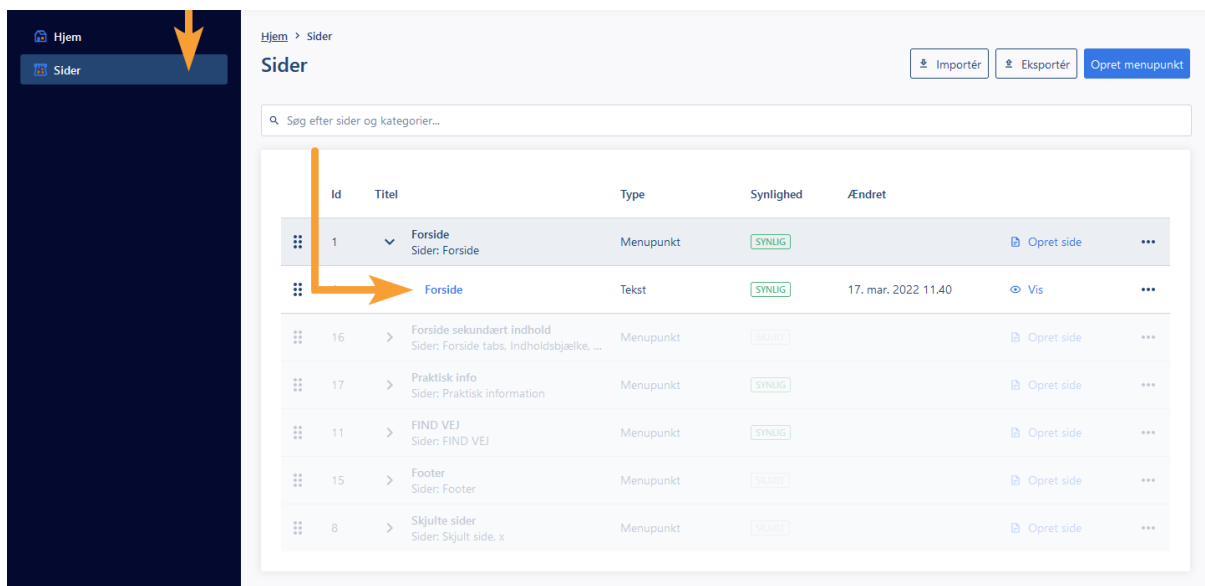 Hjem
Sider
Hjem > Sider
Sider
Importér
Eksportér
Opret menupunkt
Søg efter sider og kategorier...
Id Titel Type Synlighed Ændret
1 Forside Menupunkt SYNLIG Opret side
Sider: Forside
Forside Tekst SYNLIG 17. mar. 2022 11.40 Vis
16 Forside sekundært indhold Menupunkt SKJULT Opret side
Sider: Forside tabs, Indholdsbjælke, ...
17 Praktisk info Menupunkt SYNLIG Opret side
Sider: Praktisk information
11 FIND VEJ Menupunkt SYNLIG Opret side
Sider: FIND VEJ
15 Footer Menupunkt SKJULT Opret side
Sider: Footer
8 Skjulte sider Menupunkt SKJULT Opret side
Sider: Skjult side, x